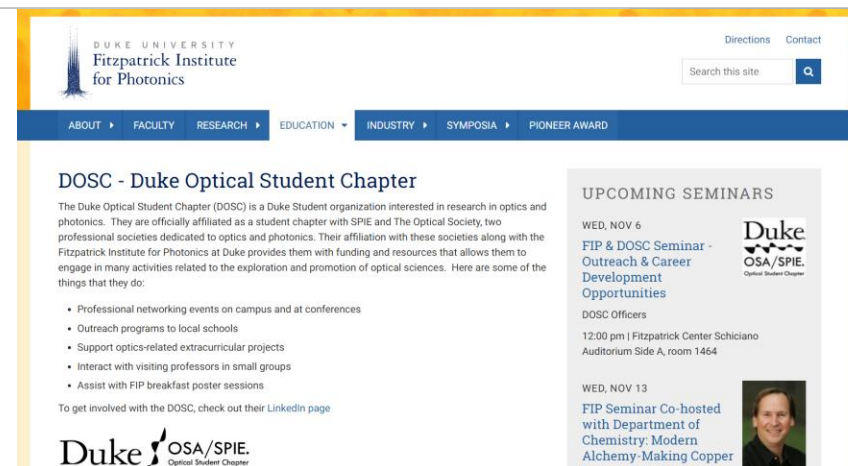 DUKE UNIVERSITY
Fitzpatrick Institute
for Photonics
Directions Contact
Search this site
ABOUT FACULTY RESEARCH EDUCATION INDUSTRY SYMPOSIA PIONEER AWARD
DOSC - Duke Optical Student Chapter
The Duke Optical Student Chapter (DOSC) is a Duke Student organization interested in research in optics and
photonics. They are officially affiliated as a student chapter with SPIE and The Optical Society, two
professional societies dedicated to optics and photonics. Their affiliation with these societies along with the
Fitzpatrick Institute for Photonics at Duke provides them with funding and resources that allows them to
engage in many activities related to the exploration and promotion of optical sciences. Here are some of the
things that they do:
• Professional networking events on campus and at conferences
• Outreach programs to local schools
• Support optics-related extracurricular projects
• Interact with visiting professors in small groups
• Assist with FIP breakfast poster sessions
To get involved with the DOSC, check out their LinkedIn page
Duke OSA/SPIE.
Optical Student Chapter
UPCOMING SEMINARS
WED, NOV 6
FIP & DOSC Seminar -
Outreach & Career
Development
Opportunities
Duke
OSA/SPIE.
Optical Student Chapter
DOSC Officers
12:00 pm | Fitzpatrick Center Schiciano
Auditorium Side A, room 1464
WED, NOV 13
FIP Seminar Co-hosted
with Department of
Chemistry: Modern
Alchemy-Making Copper